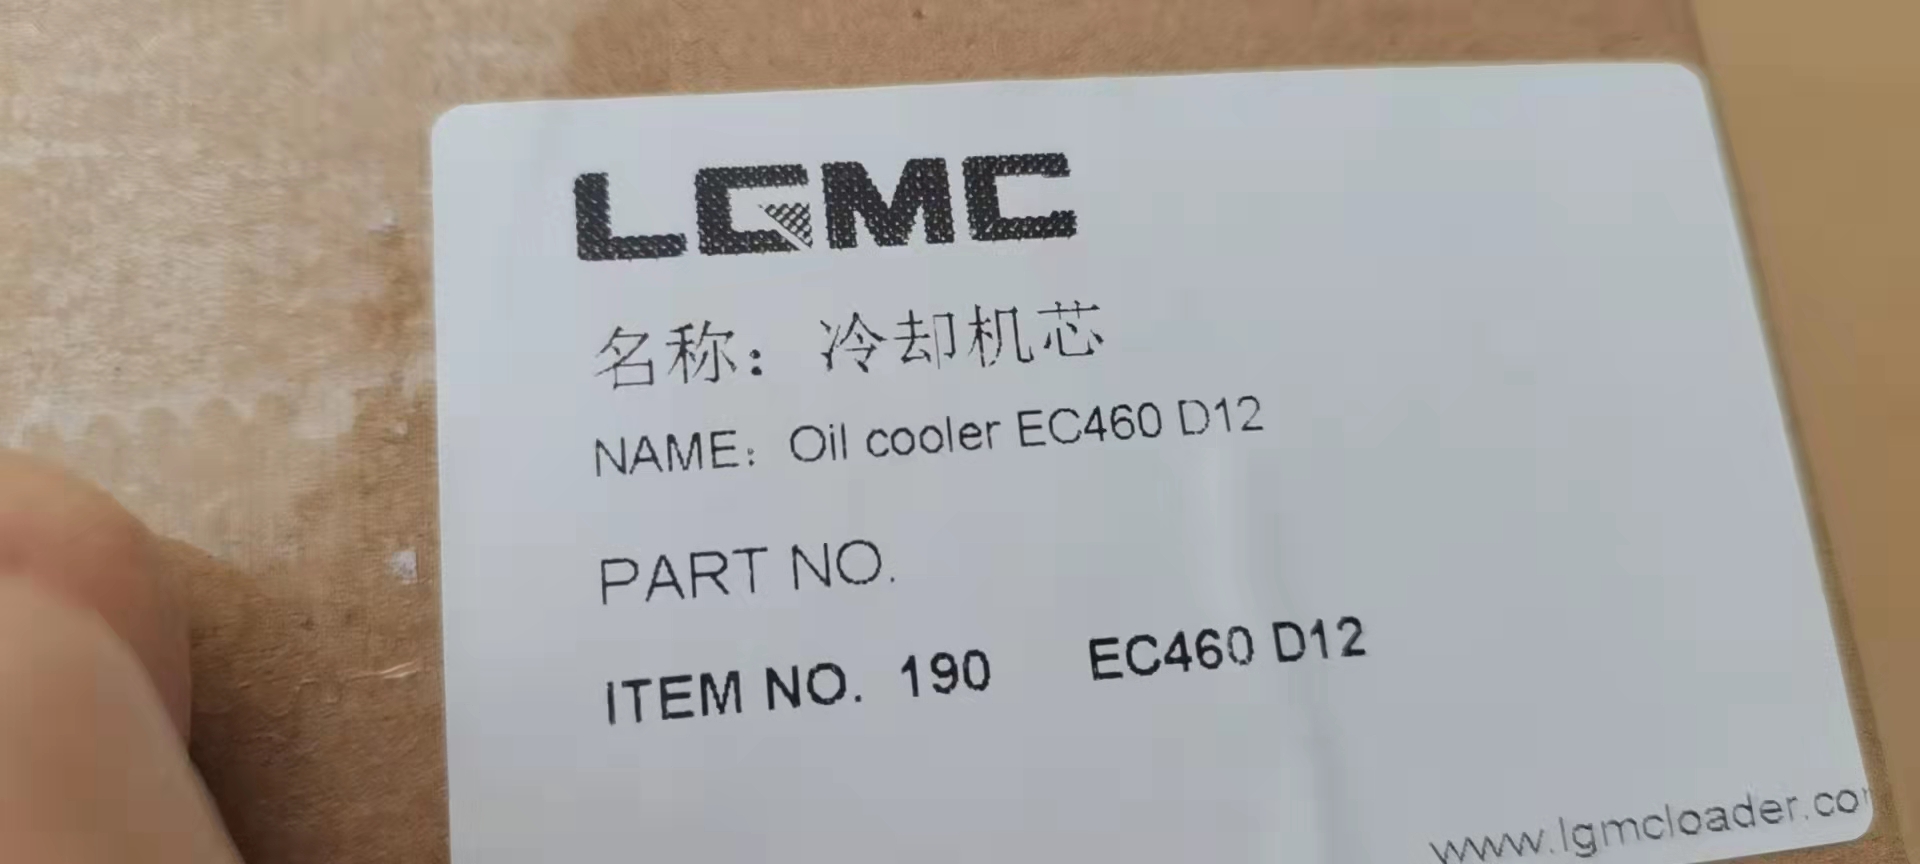 LGMC
名称：冷却机芯
NAME：Oil cooler EC460 D12
PART NO.
ITEM NO. 190 EC460 D12
www.lgmcloader.co